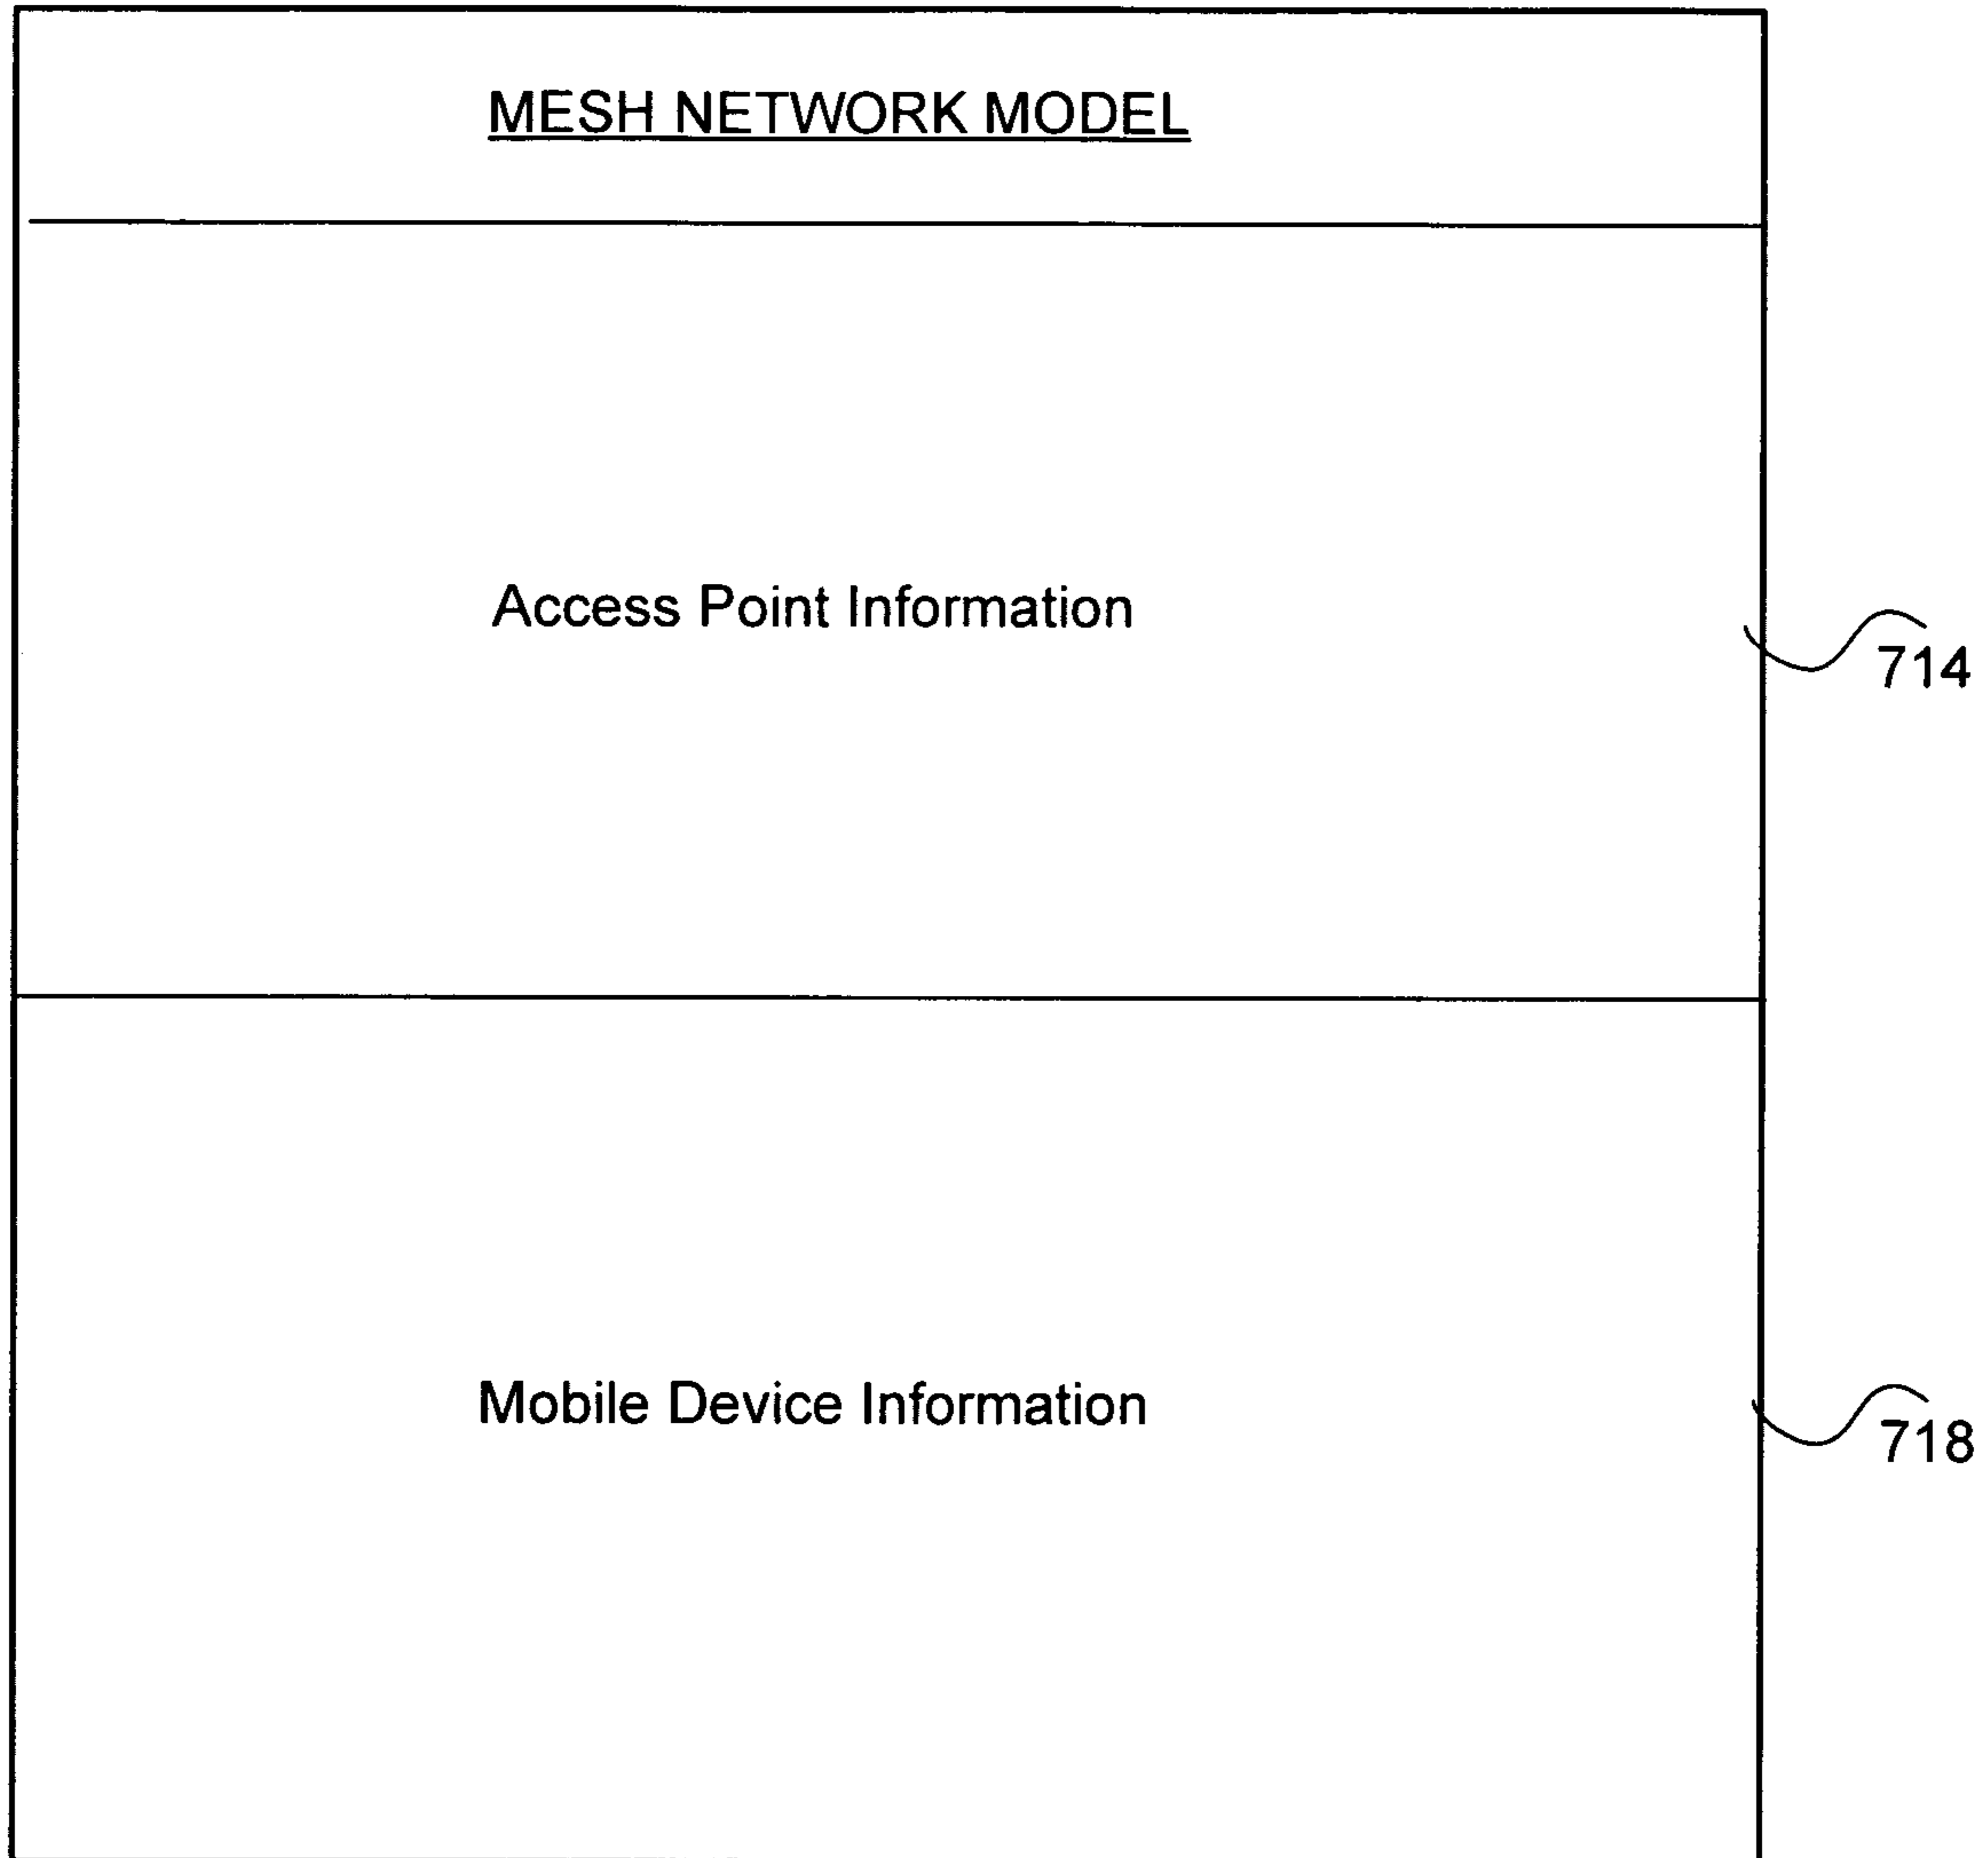 MESH NETWORK MODEL
Access Point Information
714
Mobile Device Information
718